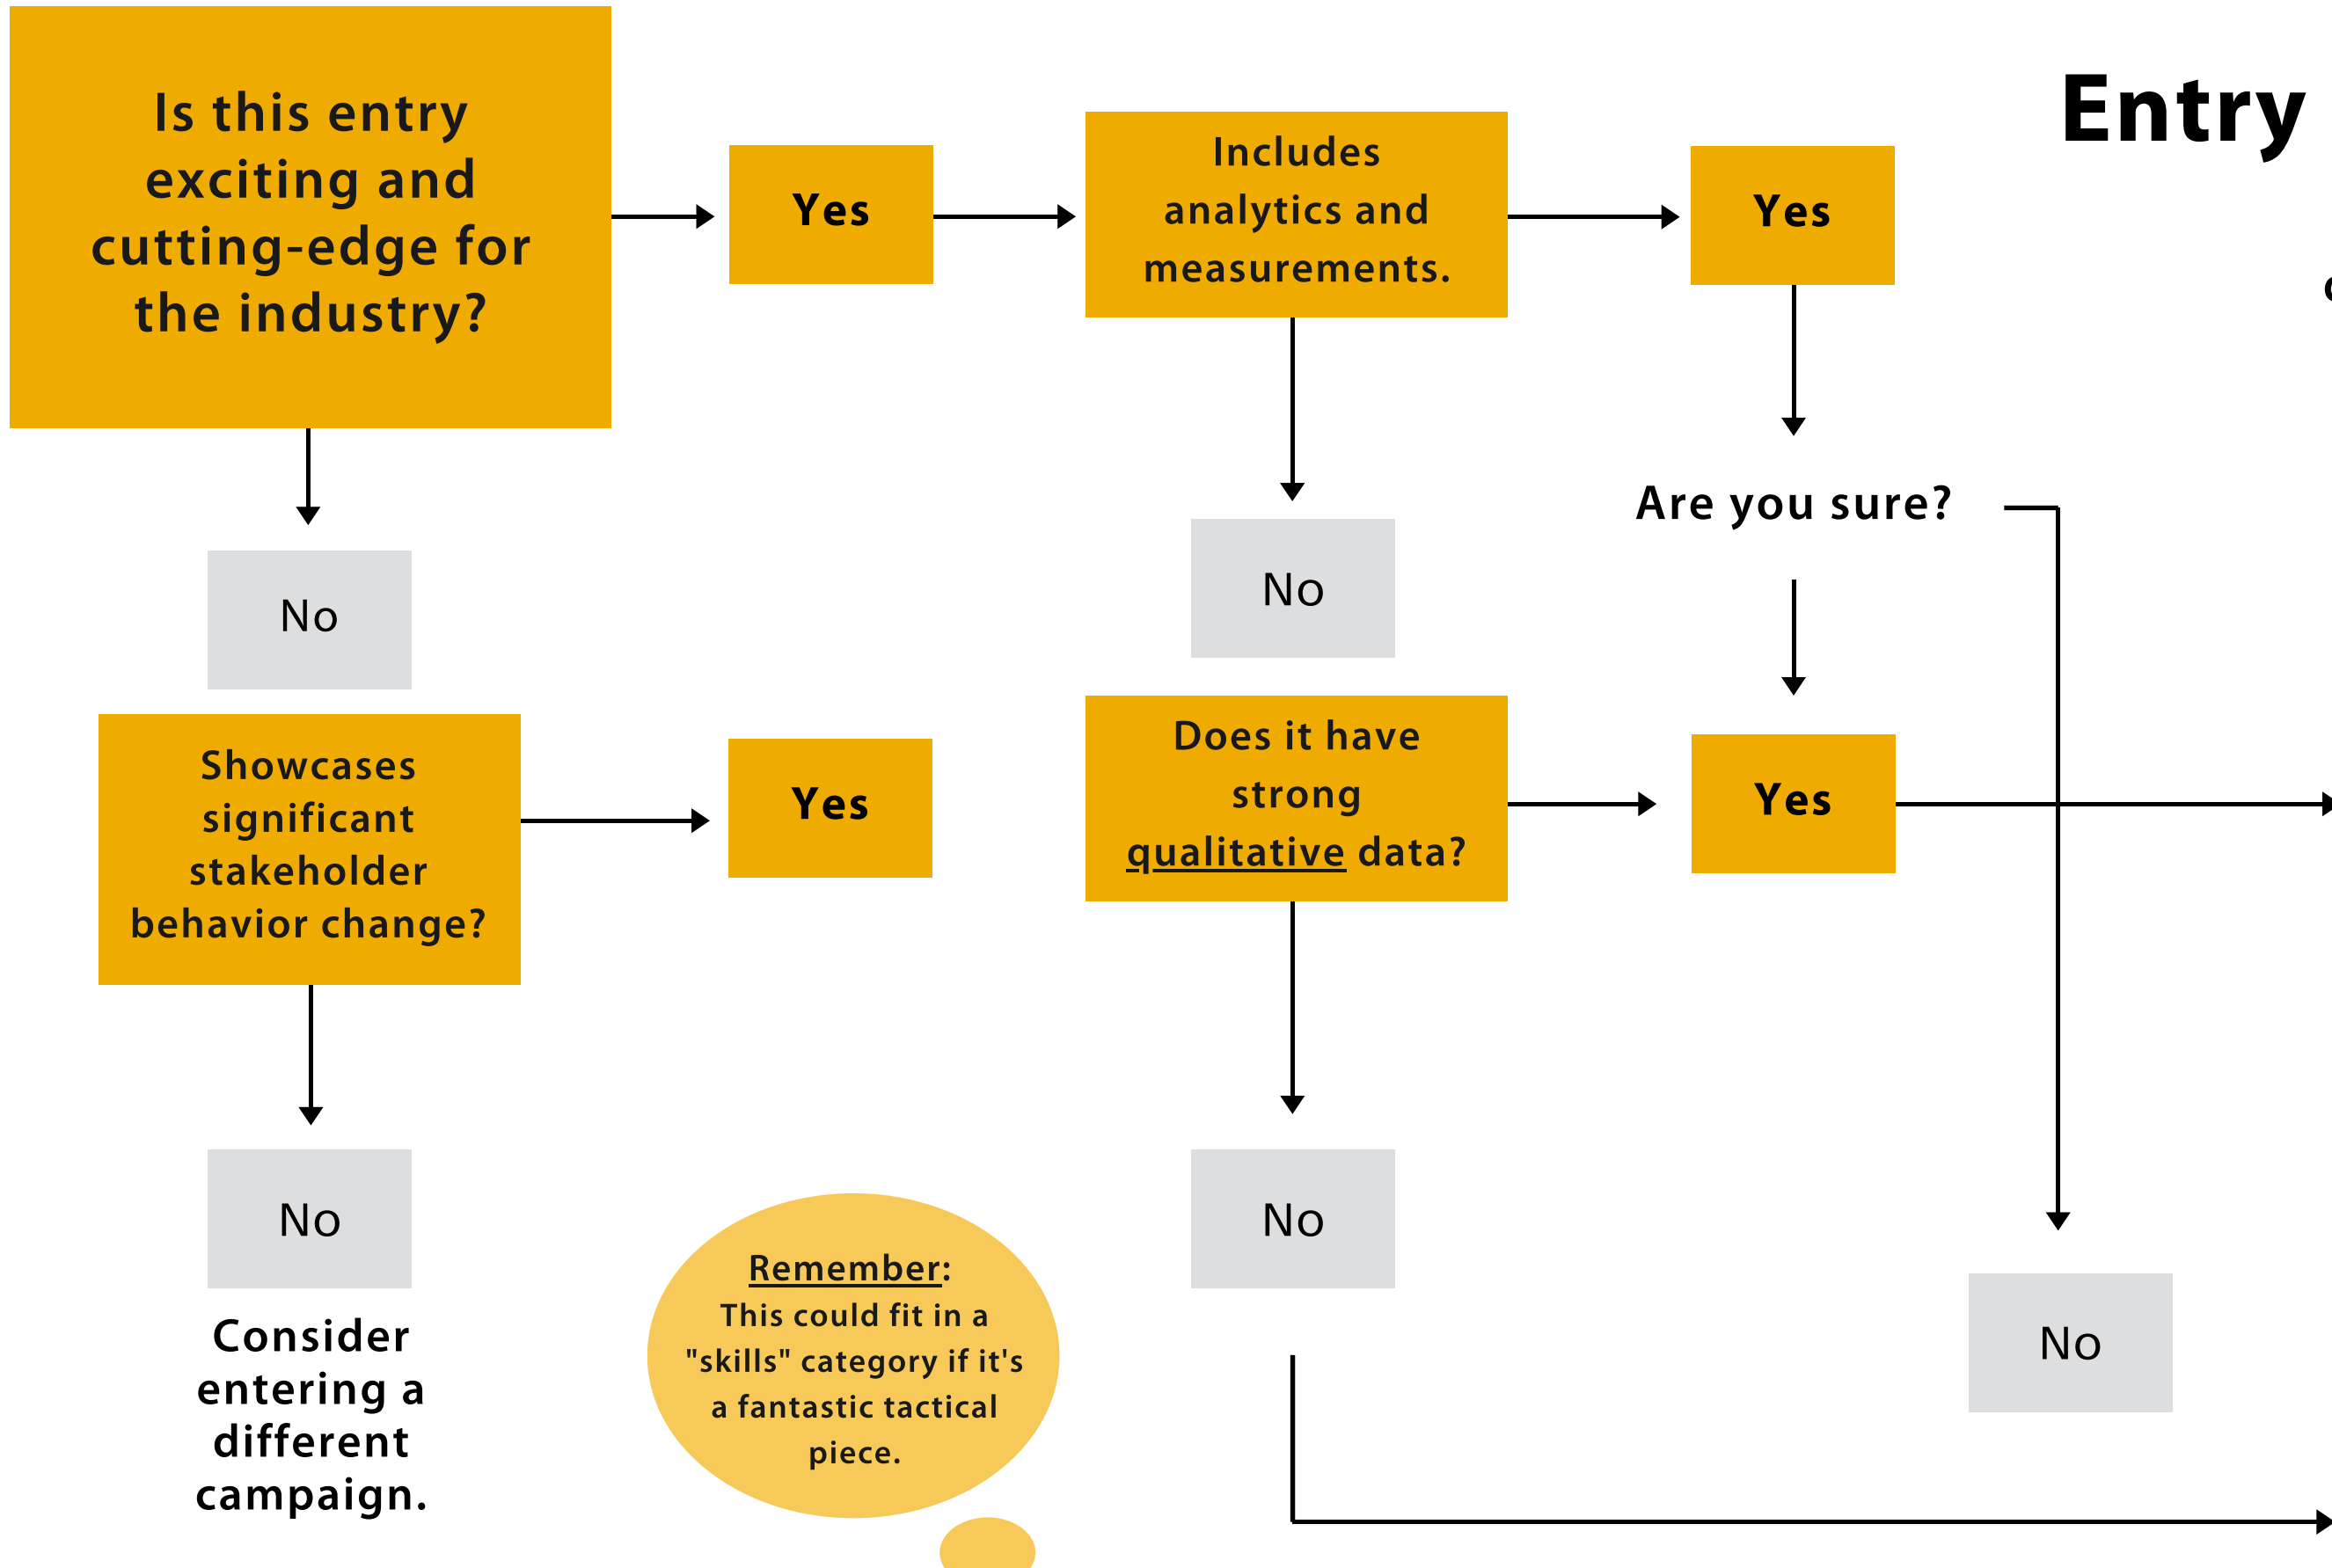 Is this entry
exciting and
cutting-edge for
the industry?
Yes
Includes
analytics and
measurements.
Yes
Entry
Are you sure?
No
No
Showcases
significant
stakeholder
behavior change?
Yes
Does it have
strong
qualitative data?
Yes
No
Consider
entering a
different
campaign.
Remember:
This could fit in a
"skills" category if it's
a fantastic tactical
piece.
No
No